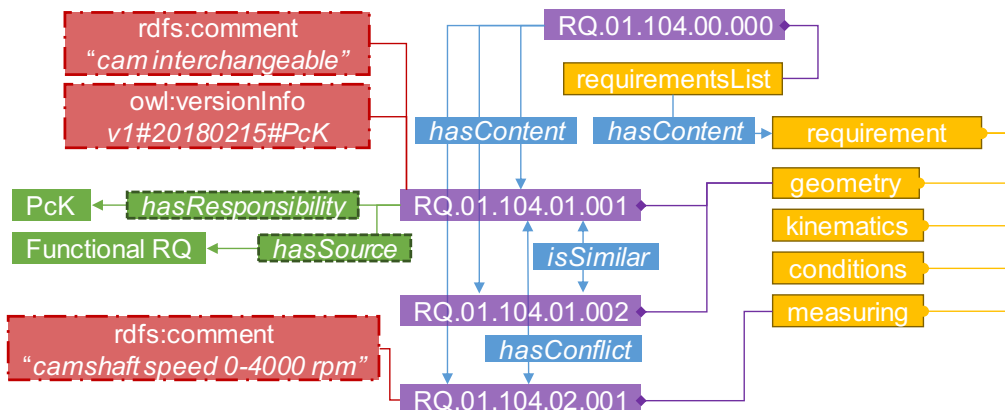 rdfs:comment
“cam interchangeable”
RQ.01.104.00.000
requirementsList
owl:versionInfo
v1#20180215#PcK
hasContent
hasContent
requirement
PcK
hasResponsibility
RQ.01.104.01.001
geometry
Functional RQ
hasSource
kinematics
isSimilar
conditions
RQ.01.104.01.002
measuring
rdfs:comment
“camshaft speed 0-4000 rpm”
hasConflict
RQ.01.104.02.001